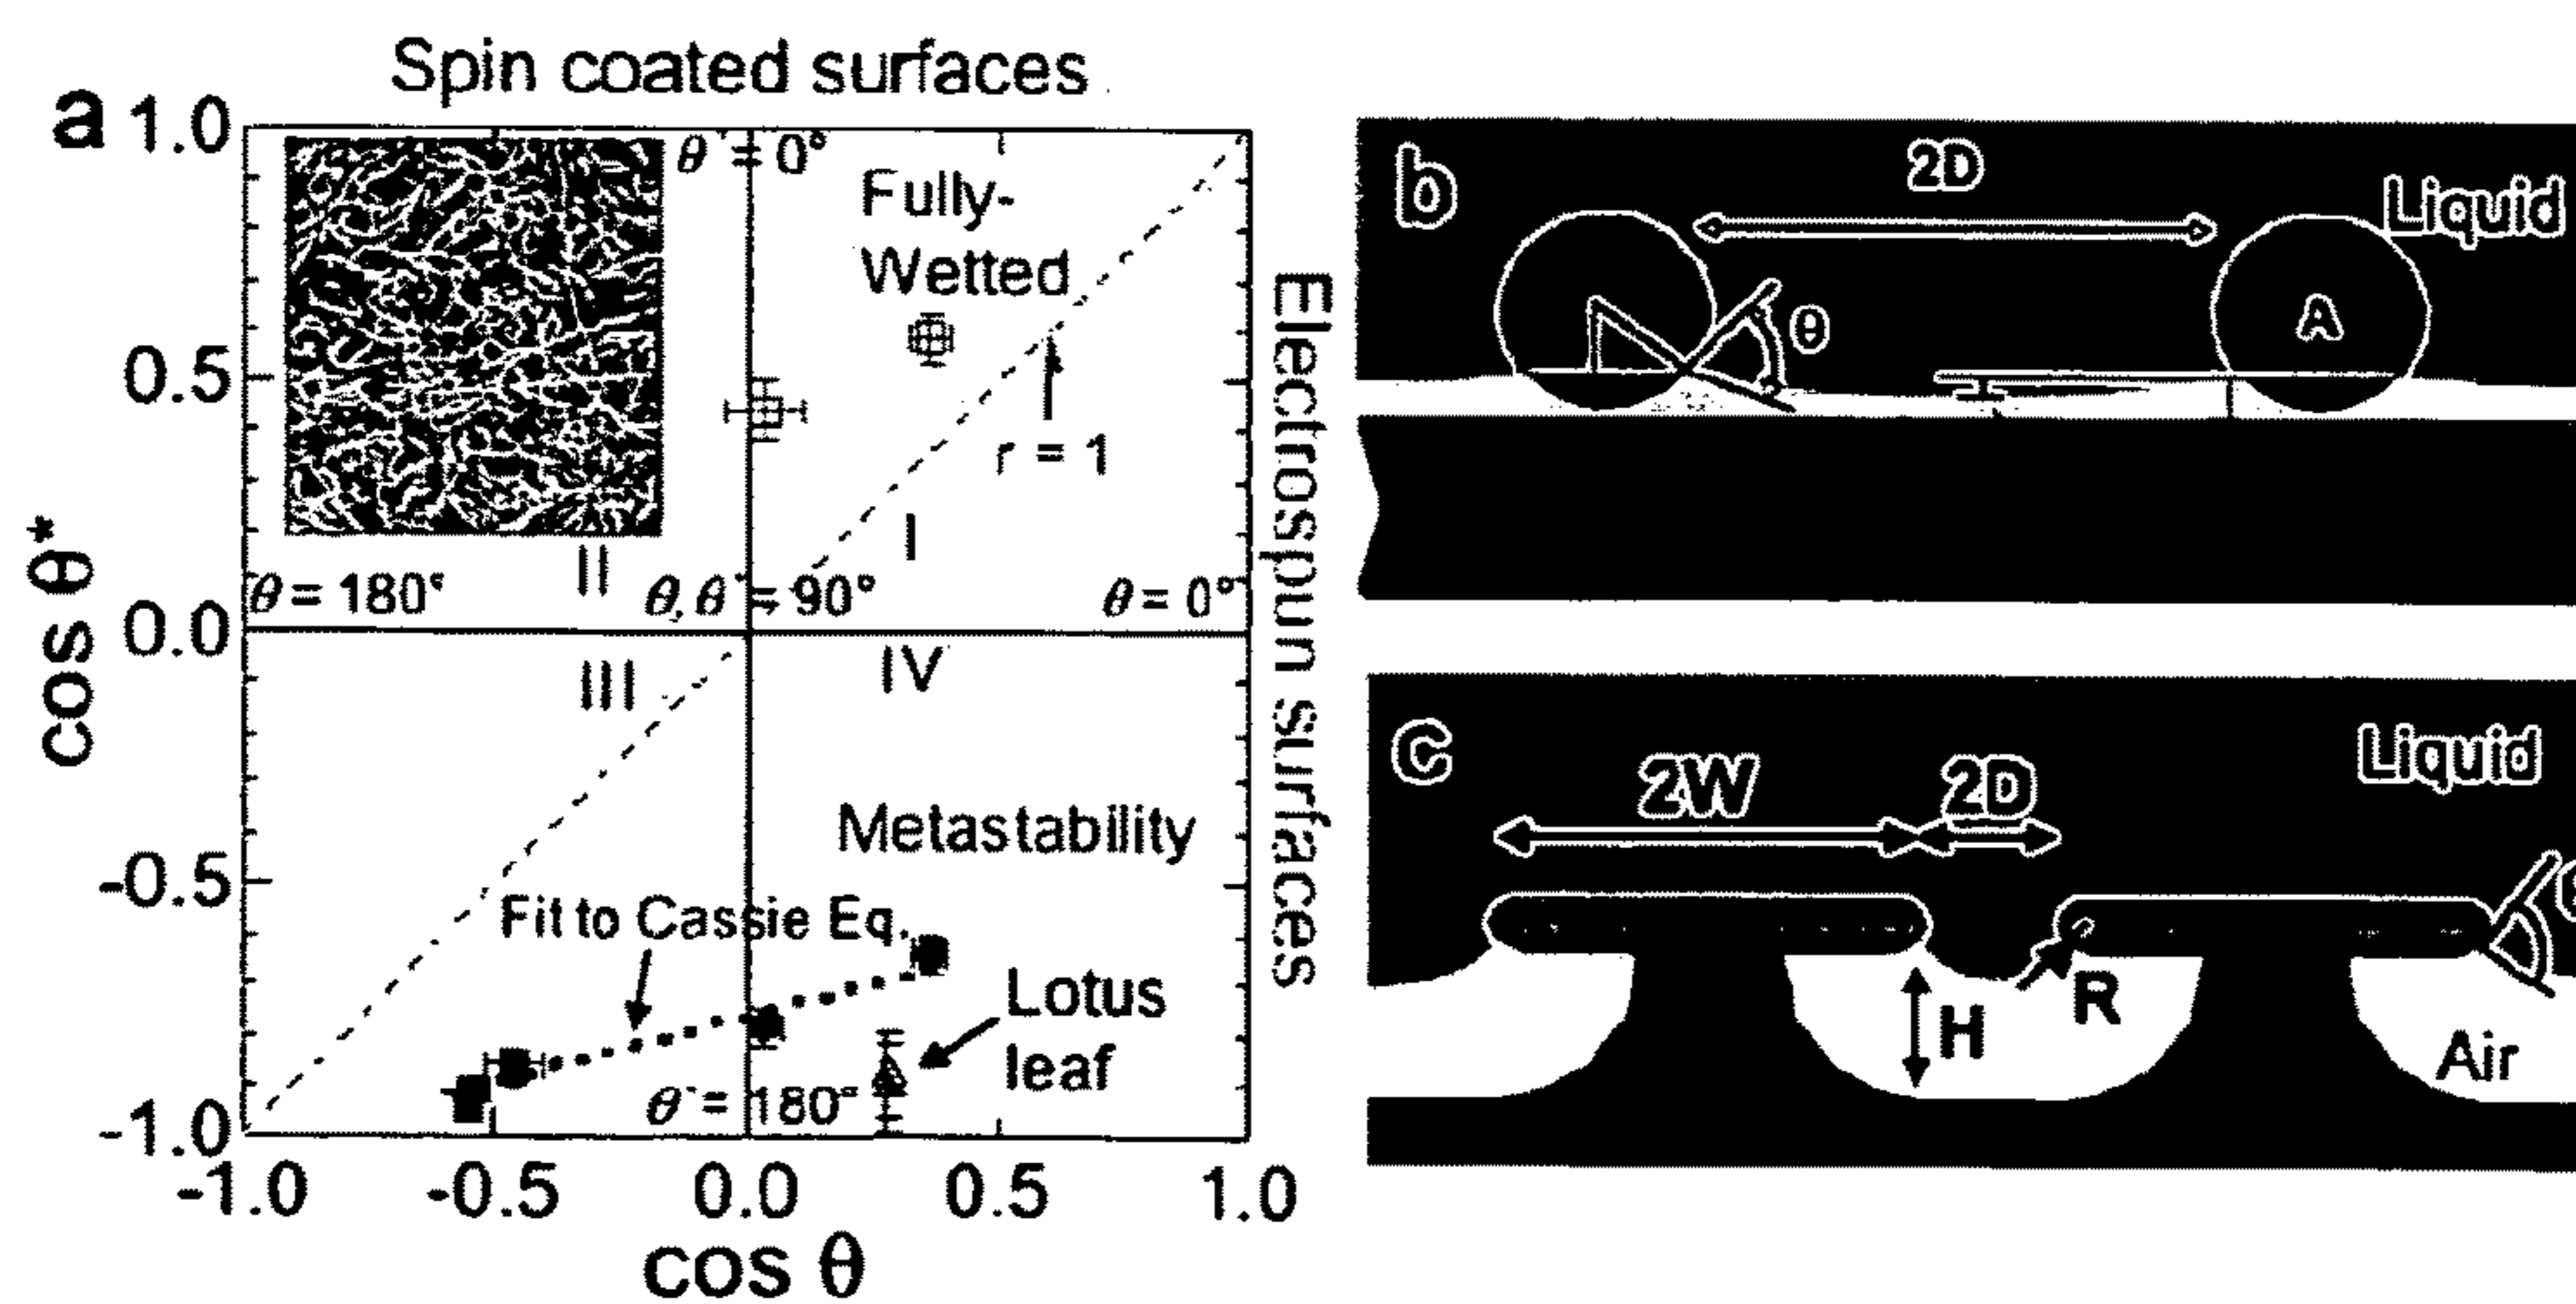 Spin coated surfaces
a
1.0
0.5
0.0
-0.5
-1.0
cos θ*
θ* = 0°
Fully-
Wetted
r = 1
I
II
θ = 180°
θ, θ* = 90°
θ = 0°
III
IV
Metastability
Fit to Cassie Eq.
Lotus
leaf
θ* = 180°
-1.0
-0.5
0.0
0.5
1.0
cos θ
Electrospun surfaces
b
2D
Liquid
θ
A
c
Liquid
2W
2D
R
H
Air